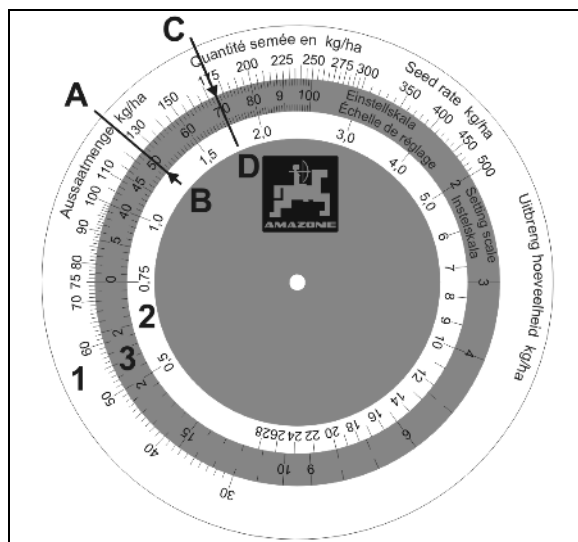 C
A
B
D
1
2
3
Aussaatmenge kg/ha
Quantité semée en kg/ha
Seed rate kg/ha
Uitbreng hoeveelheid kg/ha
30 40 50 60 70 75 80 90 100 110 130 150 175 200 225 250 275 300 350 400 450 500
Einstellskala
Échelle de réglage
Setting scale
Instelskala
15 2 2 0 5 40 45 50 60 70 80 9 100
2 3 4 6 9 10
0,5 0,75 1,0 1,5 2,0 3,0 4,0 5,0 6 7 8 9 10 12 14 16 18 20 22 24 26 28
AMAZONE